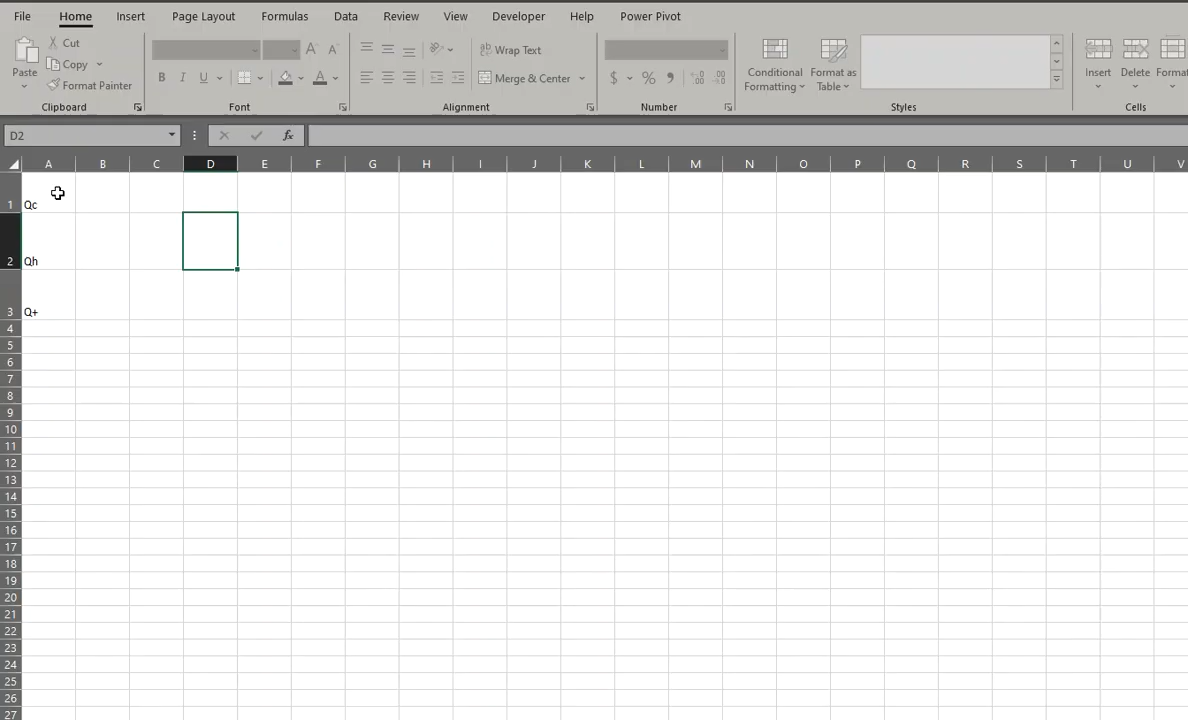 File Home Insert Page Layout Formulas Data Review View Developer Help Power Pivot
Paste Cut Copy Format Painter Clipboard
A A B I U A Font
ab Wrap Text Merge & Center Alignment
$ % Number
Conditional Formatting Format as Table Styles
Insert Delete Format Cells
D2 fx
A B C D E F G H I J K L M N O P Q R S T U V
1 Qc
2 Qh
3 Q+
4
5
6
7
8
9
10
11
12
13
14
15
16
17
18
19
20
21
22
23
24
25
26
27